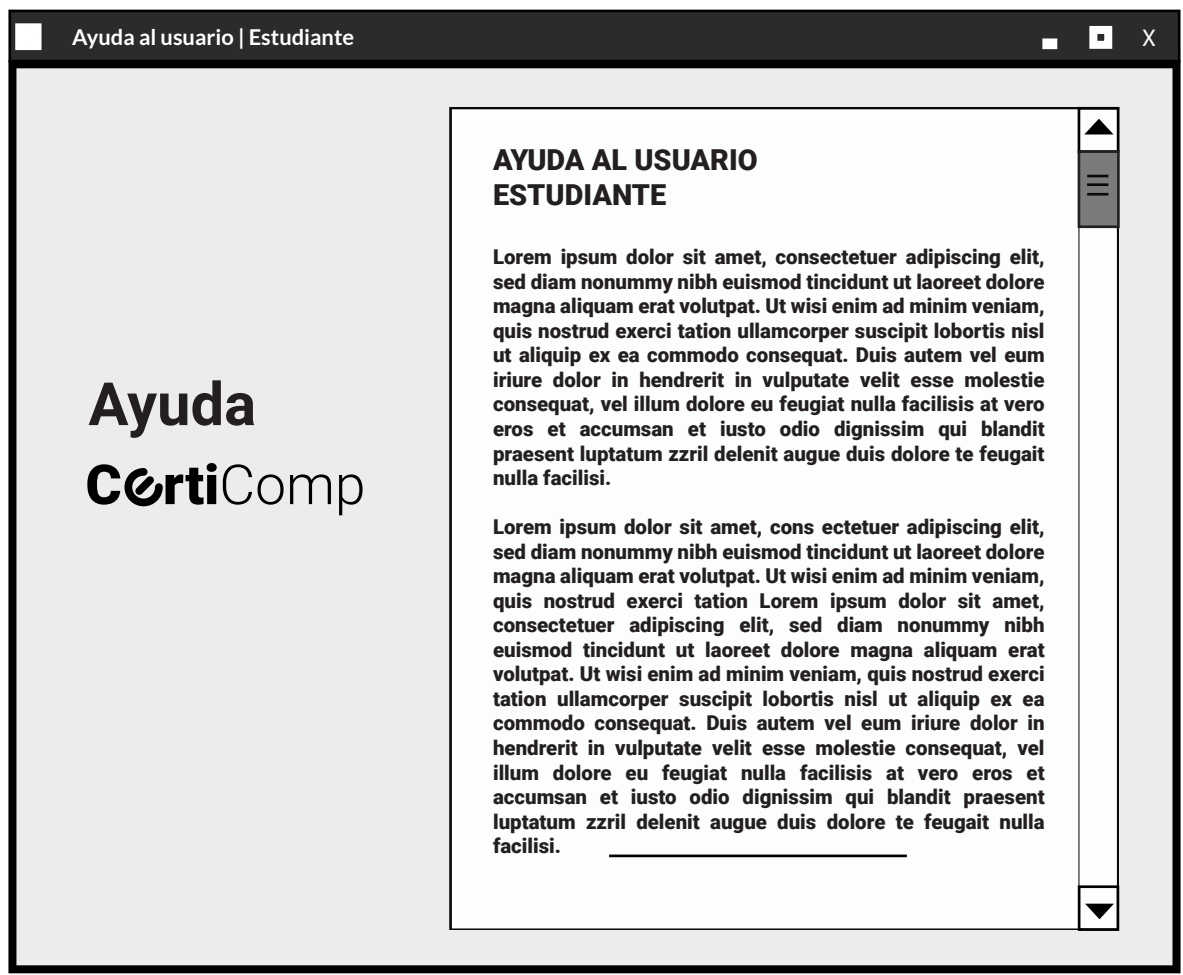 Ayuda al usuario | Estudiante
X
Ayuda
CertiComp
AYUDA AL USUARIO
ESTUDIANTE
Lorem ipsum dolor sit amet, consectetuer adipiscing elit,
sed diam nonummy nibh euismod tincidunt ut laoreet dolore
magna aliquam erat volutpat. Ut wisi enim ad minim veniam,
quis nostrud exerci tation ullamcorper suscipit lobortis nisl
ut aliquip ex ea commodo consequat. Duis autem vel eum
iriure dolor in hendrerit in vulputate velit esse molestie
consequat, vel illum dolore eu feugiat nulla facilisis at vero
eros et accumsan et iusto odio dignissim qui blandit
praesent luptatum zzril delenit augue duis dolore te feugait
nulla facilisi.
Lorem ipsum dolor sit amet, cons ectetuer adipiscing elit,
sed diam nonummy nibh euismod tincidunt ut laoreet dolore
magna aliquam erat volutpat. Ut wisi enim ad minim veniam,
quis nostrud exerci tation Lorem ipsum dolor sit amet,
consectetuer adipiscing elit, sed diam nonummy nibh
euismod tincidunt ut laoreet dolore magna aliquam erat
volutpat. Ut wisi enim ad minim veniam, quis nostrud exerci
tation ullamcorper suscipit lobortis nisl ut aliquip ex ea
commodo consequat. Duis autem vel eum iriure dolor in
hendrerit in vulputate velit esse molestie consequat, vel
illum dolore eu feugiat nulla facilisis at vero eros et
accumsan et iusto odio dignissim qui blandit praesent
luptatum zzril delenit augue duis dolore te feugait nulla
facilisi.